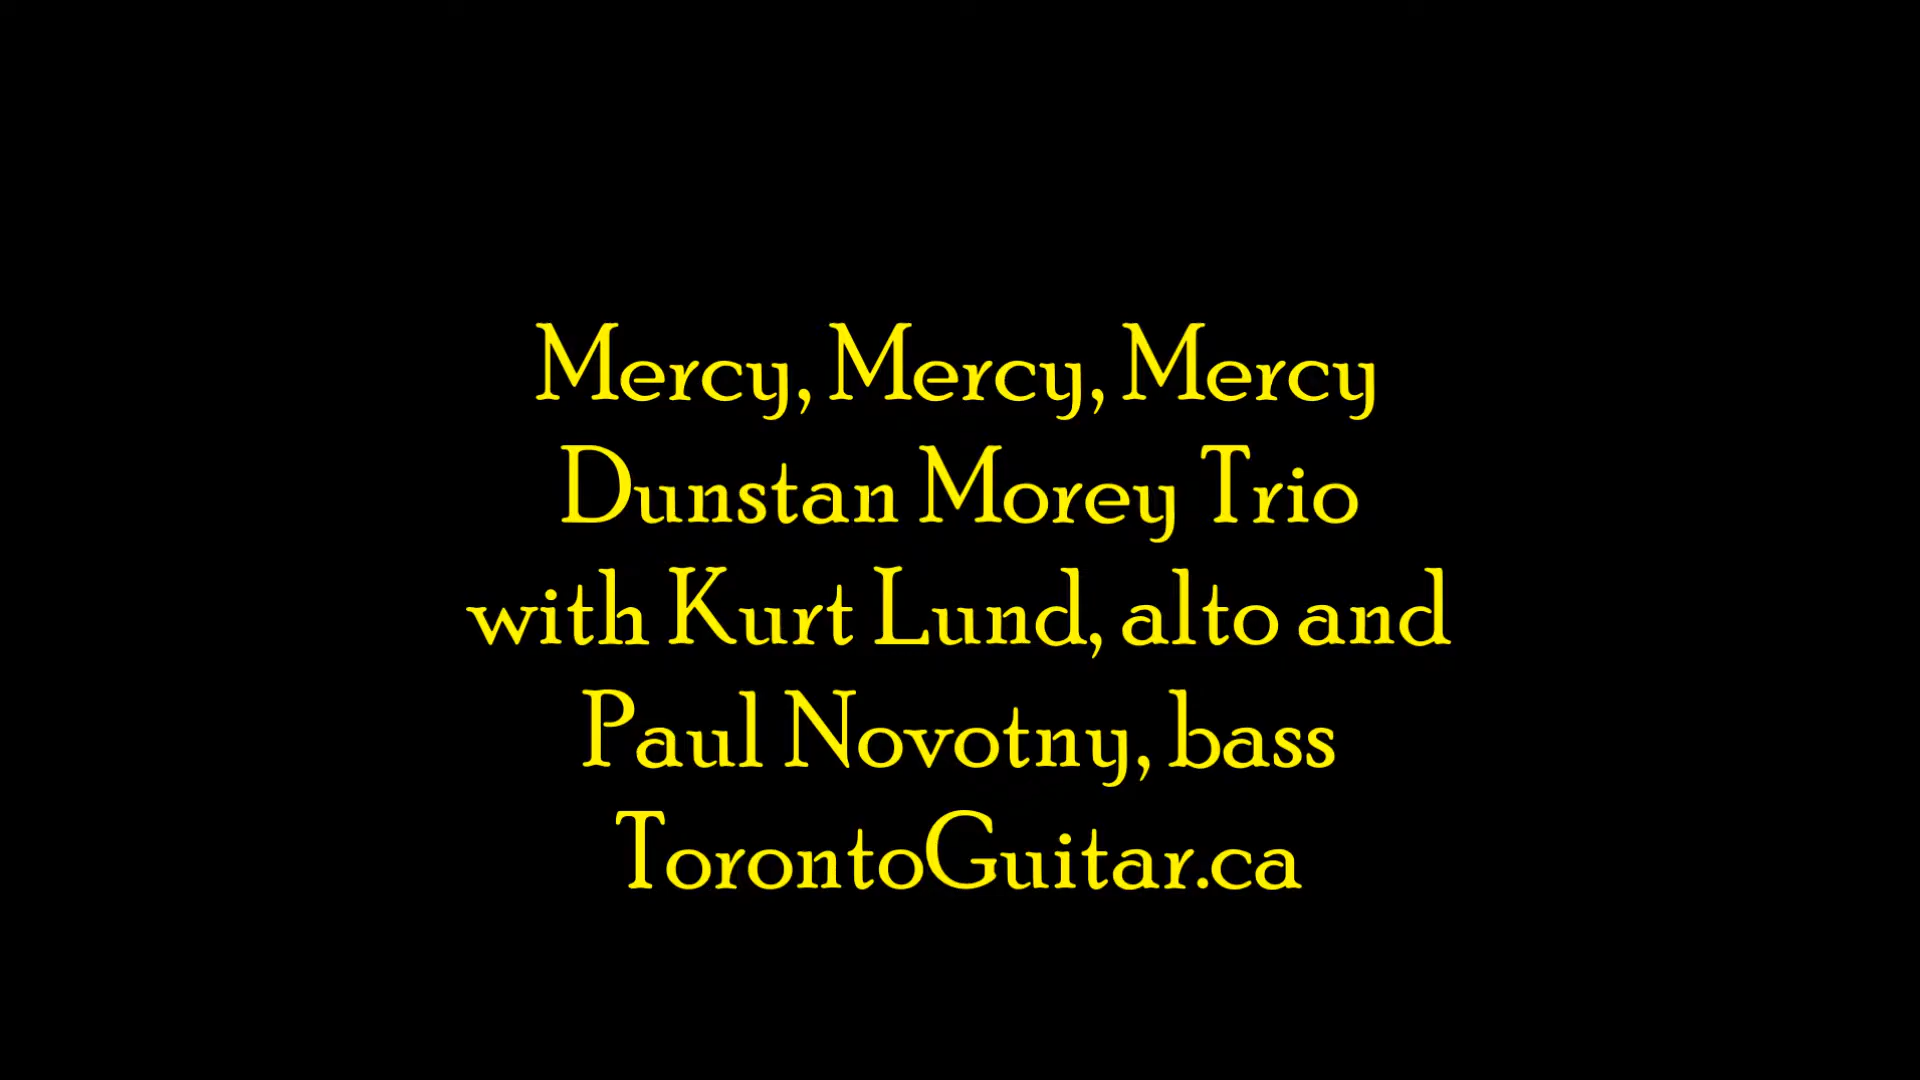 Mercy, Mercy, Mercy
Dunstan Morey Trio
with Kurt Lund, alto and
Paul Novotny, bass
TorontoGuitar.ca